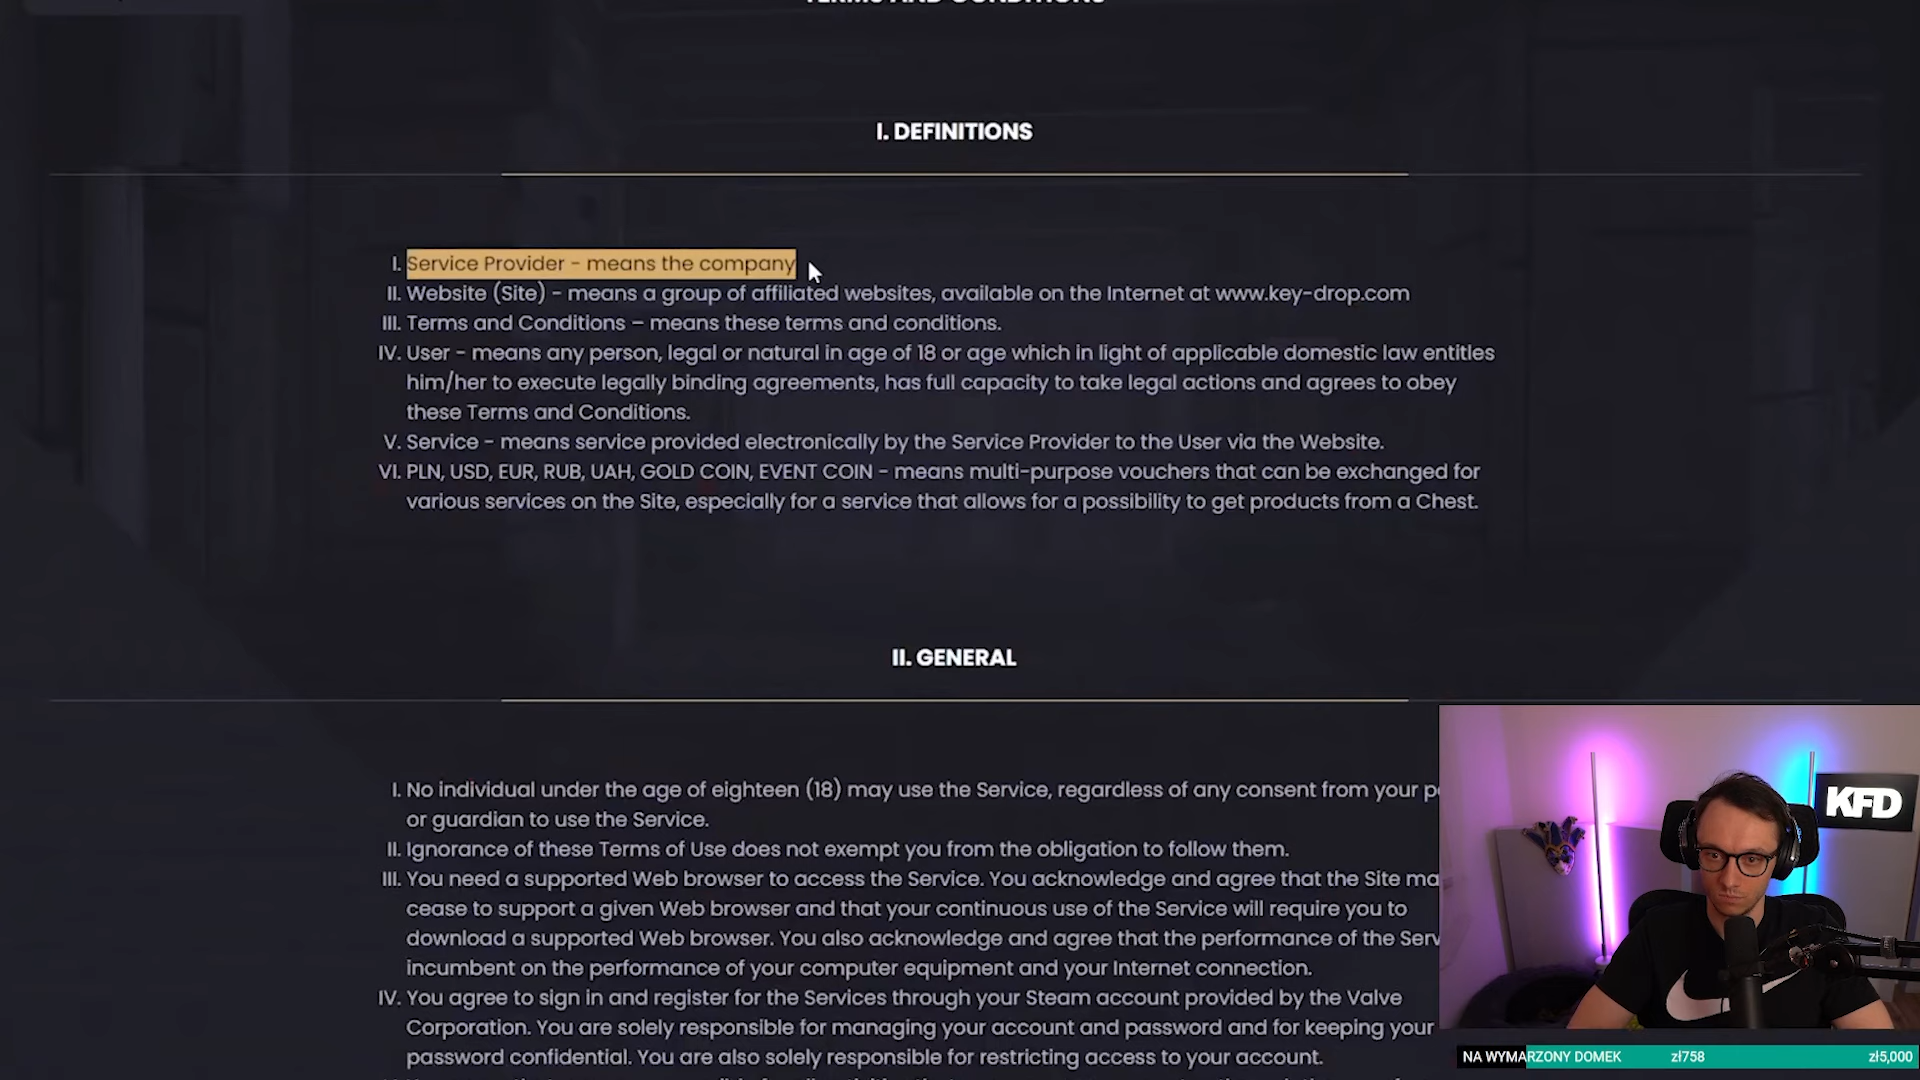 TERMS AND CONDITIONS
I. DEFINITIONS
I. Service Provider - means the company
II. Website (Site) - means a group of affiliated websites, available on the Internet at www.key-drop.com
III. Terms and Conditions – means these terms and conditions.
IV. User - means any person, legal or natural in age of 18 or age which in light of applicable domestic law entitles
him/her to execute legally binding agreements, has full capacity to take legal actions and agrees to obey
these Terms and Conditions.
V. Service - means service provided electronically by the Service Provider to the User via the Website.
VI. PLN, USD, EUR, RUB, UAH, GOLD COIN, EVENT COIN - means multi-purpose vouchers that can be exchanged for
various services on the Site, especially for a service that allows for a possibility to get products from a Chest.
II. GENERAL
I. No individual under the age of eighteen (18) may use the Service, regardless of any consent from your
or guardian to use the Service.
II. Ignorance of these Terms of Use does not exempt you from the obligation to follow them.
III. You need a supported Web browser to access the Service. You acknowledge and agree that the Site
cease to support a given Web browser and that your continuous use of the Service will require you to
download a supported Web browser. You also acknowledge and agree that the performance of the
incumbent on the performance of your computer equipment and your Internet connection.
IV. You agree to sign in and register for the Services through your Steam account provided by the Valve
Corporation. You are solely responsible for managing your account and password and for keeping your
password confidential. You are also solely responsible for restricting access to your account.
KFD
NA WYMARZONY DOMEK zł758 zł5,000